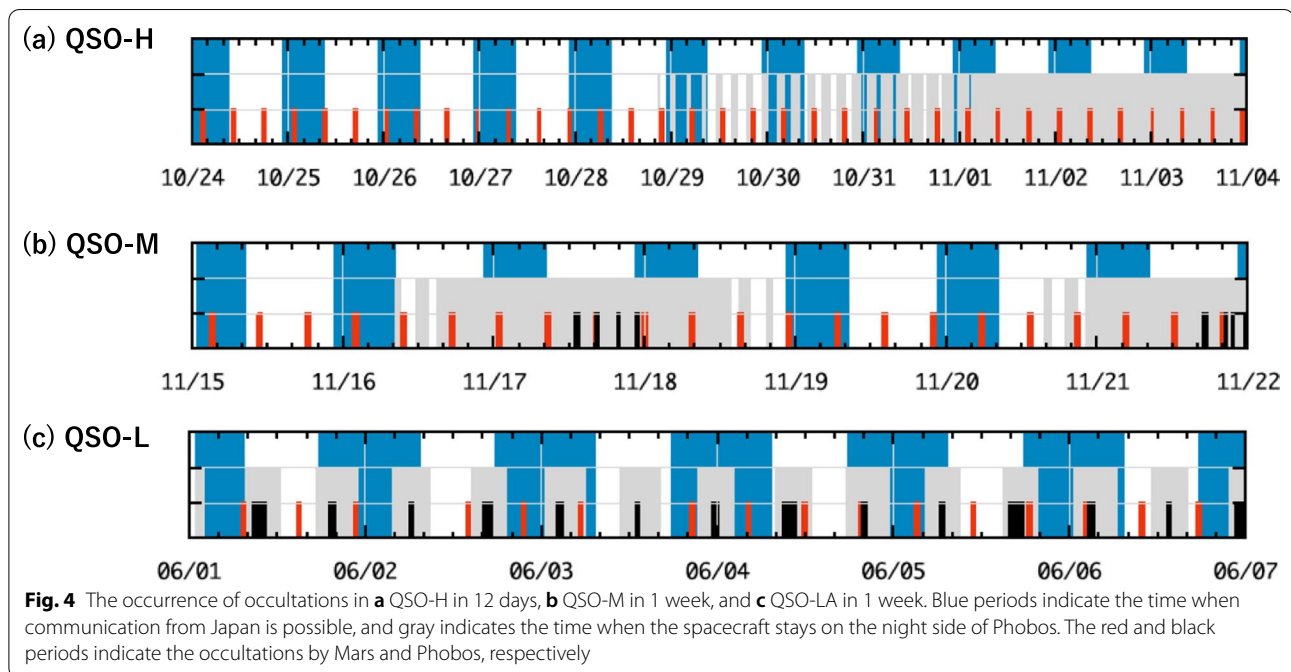 (a) QSO-H
10/24 10/25 10/26 10/27 10/28 10/29 10/30 10/31 11/01 11/02 11/03 11/04
(b) QSO-M
11/15 11/16 11/17 11/18 11/19 11/20 11/21 11/22
(c) QSO-L
06/01 06/02 06/03 06/04 06/05 06/06 06/07
Fig. 4 The occurrence of occultations in a QSO-H in 12 days, b QSO-M in 1 week, and c QSO-LA in 1 week. Blue periods indicate the time when
communication from Japan is possible, and gray indicates the time when the spacecraft stays on the night side of Phobos. The red and black
periods indicate the occultations by Mars and Phobos, respectively